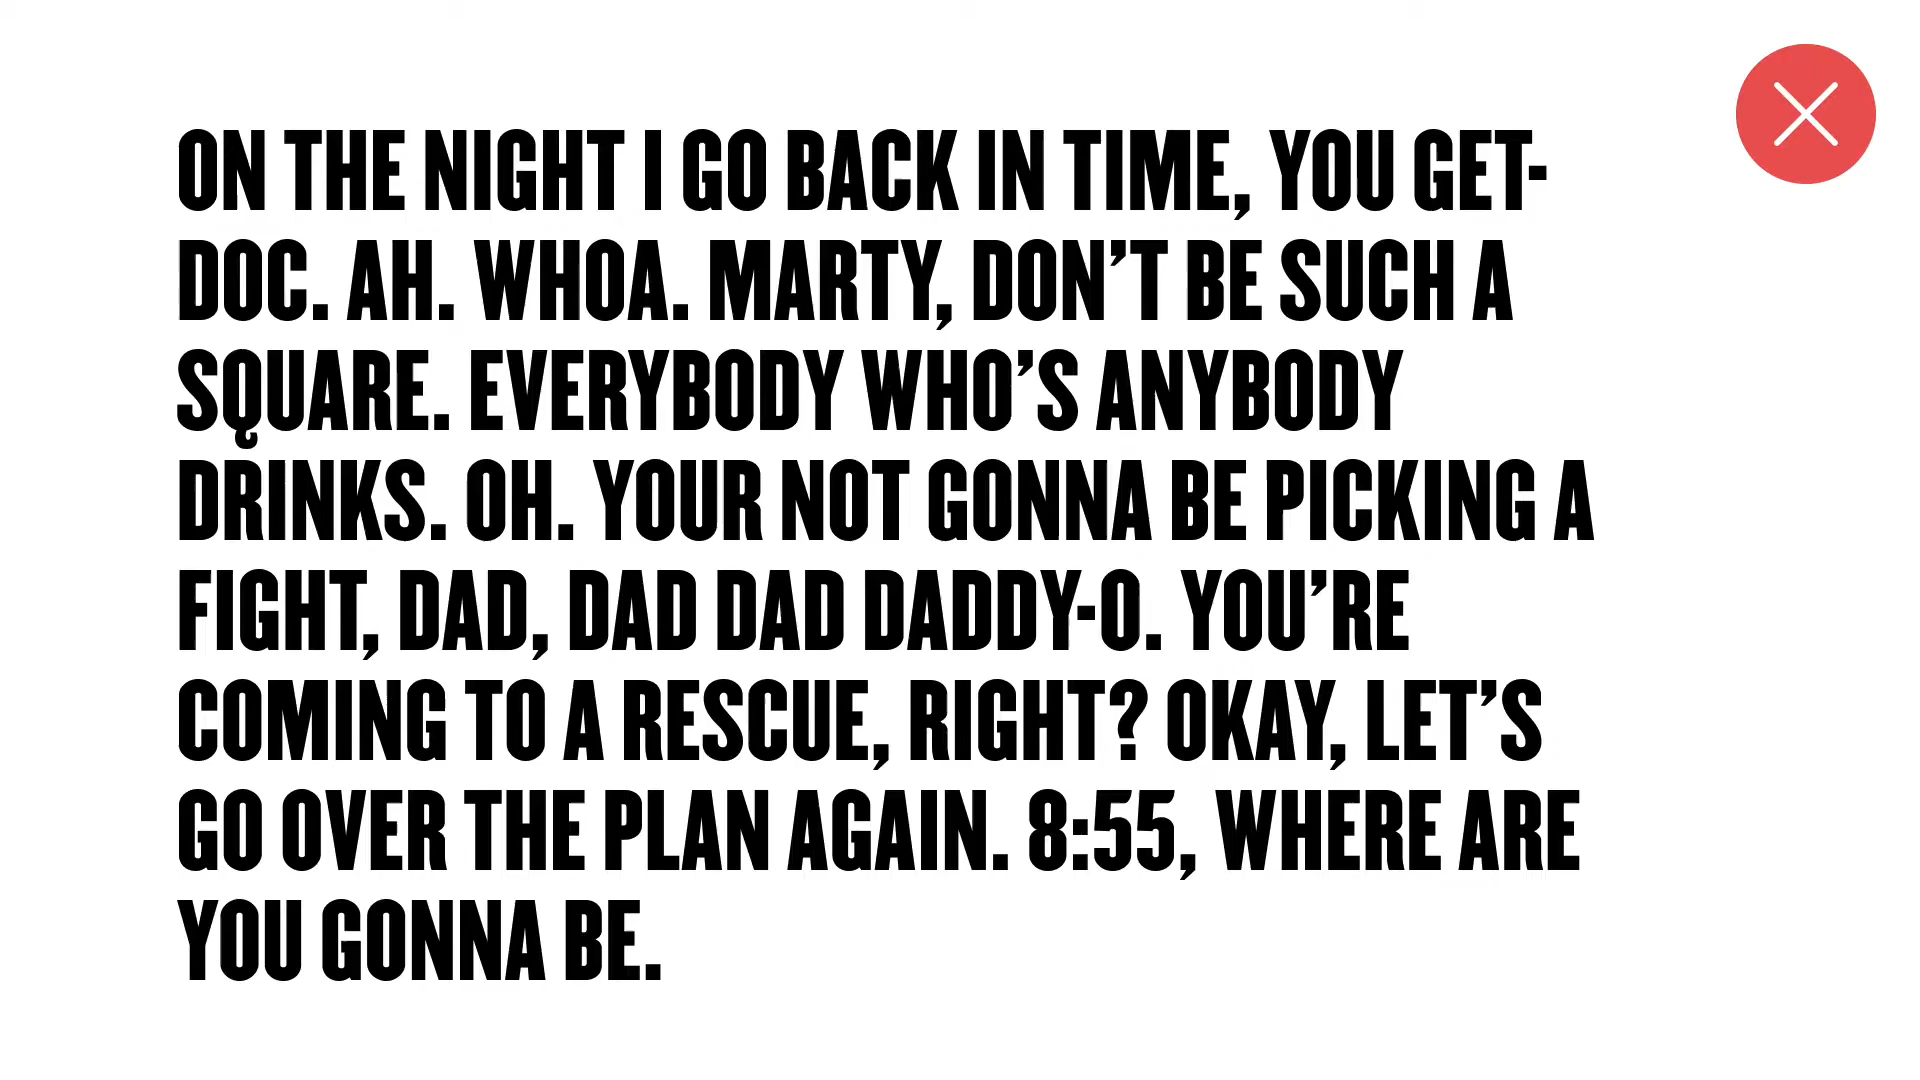 ON THE NIGHT I GO BACK IN TIME, YOU GET-
DOC. AH. WHOA. MARTY, DON’T BE SUCH A
SQUARE. EVERYBODY WHO’S ANYBODY
DRINKS. OH. YOUR NOT GONNA BE PICKING A
FIGHT, DAD, DAD DAD DADDY-O. YOU’RE
COMING TO A RESCUE, RIGHT? OKAY, LET’S
GO OVER THE PLAN AGAIN. 8:55, WHERE ARE
YOU GONNA BE.